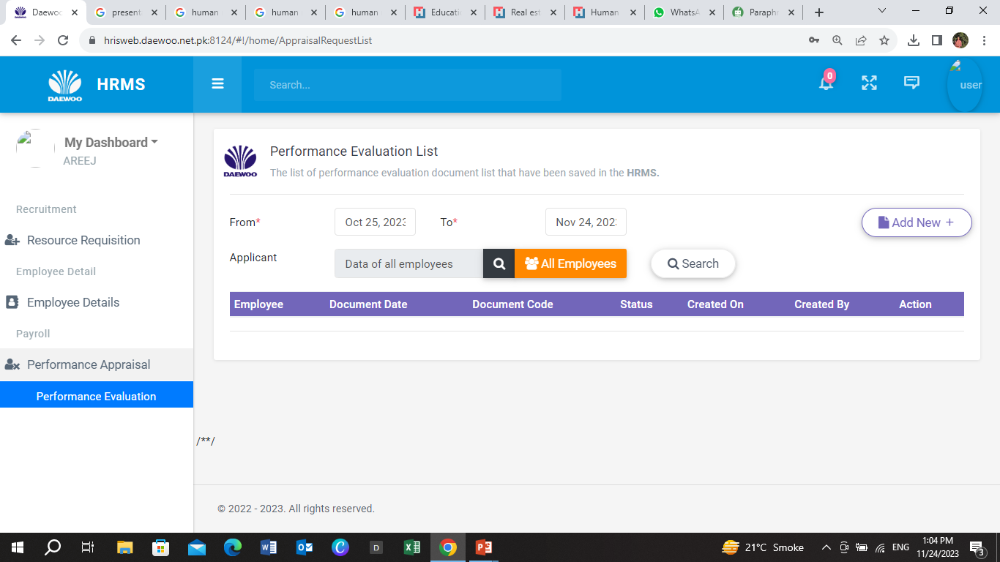 Daewoo
present
human
human
human
Educati
Real es
Human
WhatsA
Paraph
hrisweb.daewoo.net.pk:8124/#!/home/AppraisalRequestList
DAEWOO
HRMS
Search...
0
user
My Dashboard
AREEJ
Recruitment
Resource Requisition
Employee Detail
Employee Details
Payroll
Performance Appraisal
Performance Evaluation
DAEWOO
Performance Evaluation List
The list of performance evaluation document list that have been saved in the HRMS.
From*
Oct 25, 2023
To*
Nov 24, 202
Add New +
Applicant
Data of all employees
All Employees
Search
Employee Document Date Document Code Status Created On Created By Action
/**/
© 2022 - 2023. All rights reserved.
D
21°C Smoke
ENG
1:04 PM
11/24/2023
3